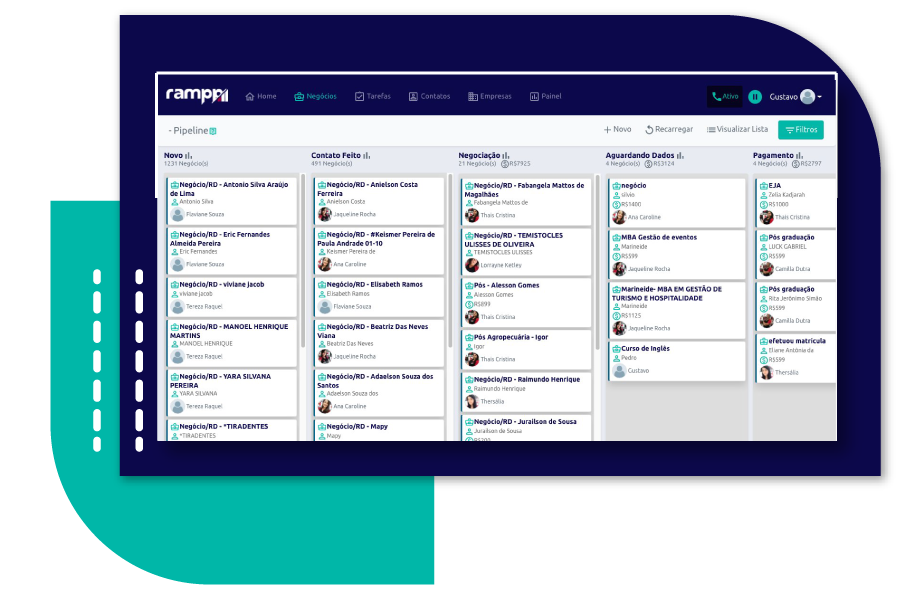 rampp
Home
Negócios
Tarefas
Contatos
Empresas
Painel
Ativo
Gustavo
- Pipeline
+ Novo
Recarregar
Visualizar Lista
Filtros
Novo
1231 Negócio(s)
Negócio/RD - Antonio Silva Araújo
de Lima
Antonio Silva
Flaviane Souza
Negócio/RD - Eric Fernandes
Almeida Pereira
Eric Fernandes
Flaviane Souza
Negócio/RD - viviane jacob
viviane jacob
Tereza Raquel
Negócio/RD - MANOEL HENRIQUE
MARTINS
MANOEL HENRIQUE
Tereza Raquel
Negócio/RD - YARA SILVANA
PEREIRA
YARA SILVANA
Tereza Raquel
Negócio/RD - *TIRADENTES
*TIRADENTES
Contato Feito
491 Negócio(s)
Negócio/RD - Anielson Costa
Ferreira
Anielson Costa
Jaqueline Rocha
Negócio/RD - #Keismer Pereira de
Paula Andrade 01-10
Keismer Pereira de
Ana Caroline
Negócio/RD - Elisabeth Ramos
Elisabeth Ramos
Flaviane Souza
Negócio/RD - Beatriz Das Neves
Viana
Beatriz Das Neves
Jaqueline Rocha
Negócio/RD - Adaelson Souza dos
Santos
Adaelson Souza dos
Ana Caroline
Negócio/RD - Mapy
Mapy
Negociação
21 Negócio(s) R$7925
Negócio/RD - Fabangela Mattos de
Magalhães
Fabangela Mattos de
Thais Cristina
Negócio/RD - TEMISTOCLES
ULISSES DE OLIVEIRA
TEMISTOCLES ULISSES
Lorrayne Ketley
Pós - Alesson Gomes
Alesson Gomes
R$899
Thais Cristina
Pós Agropecuária - Igor
Igor
Thais Cristina
Negócio/RD - Raimundo Henrique
Raimundo Henrique
Thersália
Negócio/RD - Jurailson de Sousa
Jurailson de Sousa
R$200
Aguardando Dados
4 Negócio(s) R$3124
negócio
silvio
R$1400
Ana Caroline
MBA Gestão de eventos
Marineide
R$599
Jaqueline Rocha
Marineide- MBA EM GESTÃO DE
TURISMO E HOSPITALIDADE
Marineide
R$1125
Jaqueline Rocha
Curso de Inglês
Pedro
Gustavo
Pagamento
4 Negócio(s) R$2797
EJA
Zelia Kadjarah
R$1000
Thais Cristina
Pós graduação
LUCK GABRIEL
R$599
Camilla Dutra
Pós graduação
Rita Jerônimo Simão
R$599
Camilla Dutra
efetuou matricula
Eliane Antônia da
R$599
Thersália